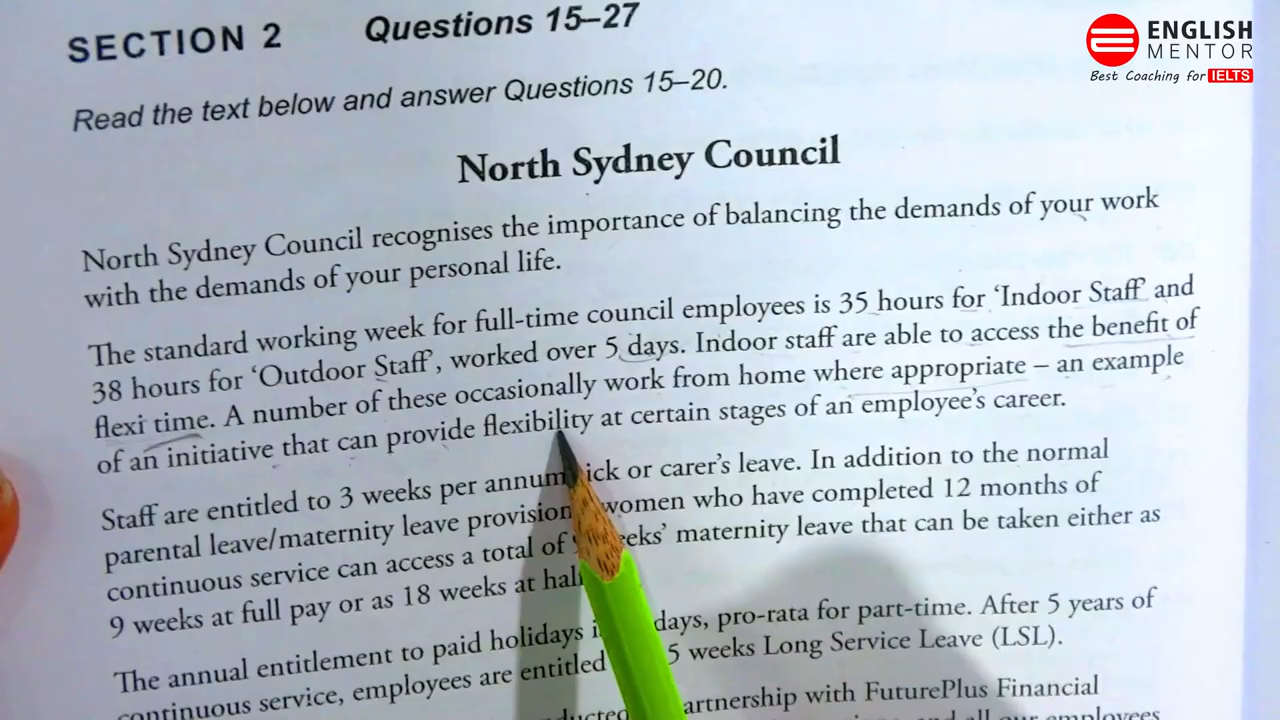 SECTION 2 Questions 15–27
ENGLISH
MENTOR
Best Coaching for IELTS
Read the text below and answer Questions 15–20.
North Sydney Council
North Sydney Council recognises the importance of balancing the demands of your work
with the demands of your personal life.
The standard working week for full-time council employees is 35 hours for ‘Indoor Staff’ and
38 hours for ‘Outdoor Staff’, worked over 5 days. Indoor staff are able to access the benefit of
flexi time. A number of these occasionally work from home where appropriate – an example
of an initiative that can provide flexibility at certain stages of an employee’s career.
Staff are entitled to 3 weeks per annum sick or carer’s leave. In addition to the normal
parental leave/maternity leave provision women who have completed 12 months of
continuous service can access a total of weeks’ maternity leave that can be taken either as
9 weeks at full pay or as 18 weeks at half
The annual entitlement to paid holidays days, pro-rata for part-time. After 5 years of
continuous service, employees are entitled 5 weeks Long Service Leave (LSL).
partnership with FuturePlus Financial
and all our employees